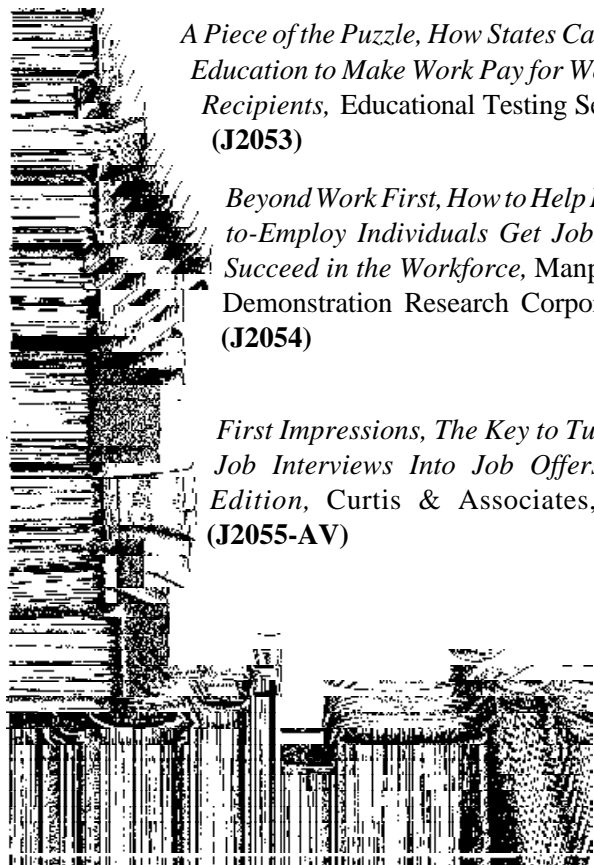 A Piece of the Puzzle, How States Ca
Education to Make Work Pay for W
Recipients, Educational Testing Se
(J2053)
Beyond Work First, How to Help
to-Employ Individuals Get Job
Succeed in the Workforce, Manp
Demonstration Research Corpo
(J2054)
First Impressions, The Key to Tu
Job Interviews Into Job Offers
Edition, Curtis & Associates,
(J2055-AV)